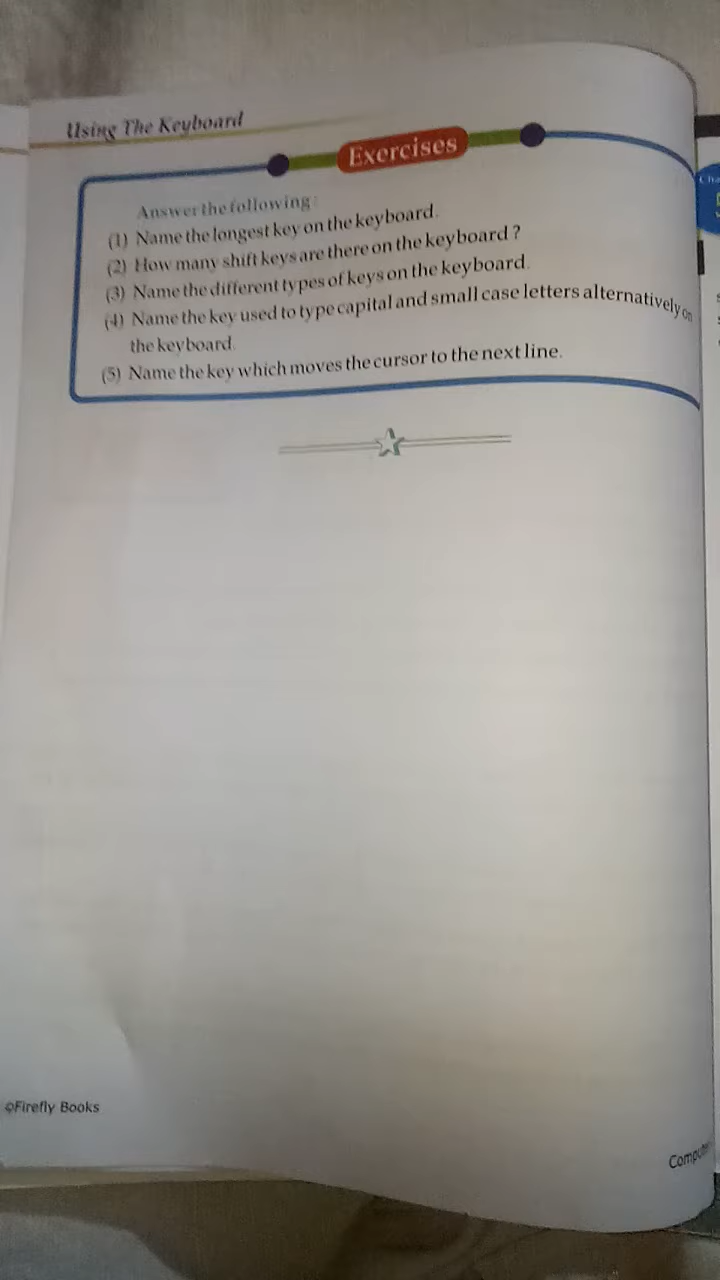 Using The Keyboard
Exercises
Answer the following :
(1) Name the longest key on the keyboard.
(2) How many shift keys are there on the keyboard ?
(3) Name the different types of keys on the keyboard.
(4) Name the key used to type capital and small case letters alternatively on
the keyboard.
(5) Name the key which moves the cursor to the next line.
©Firefly Books